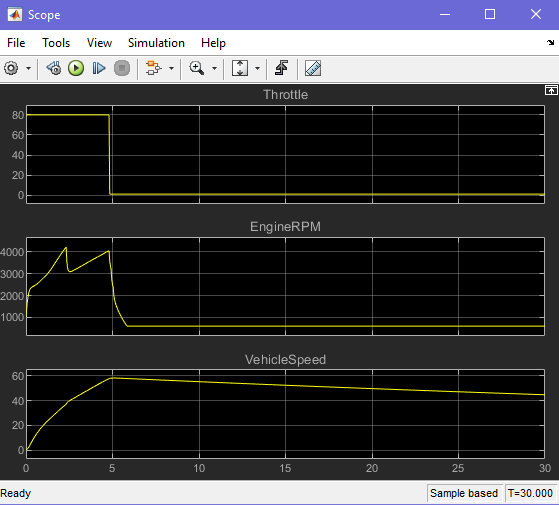 Scope
File Tools View Simulation Help
Throttle
80
60
40
20
0
EngineRPM
4000
3000
2000
1000
VehicleSpeed
60
40
20
0
0 5 10 15 20 25 30
Ready Sample based T=30.000